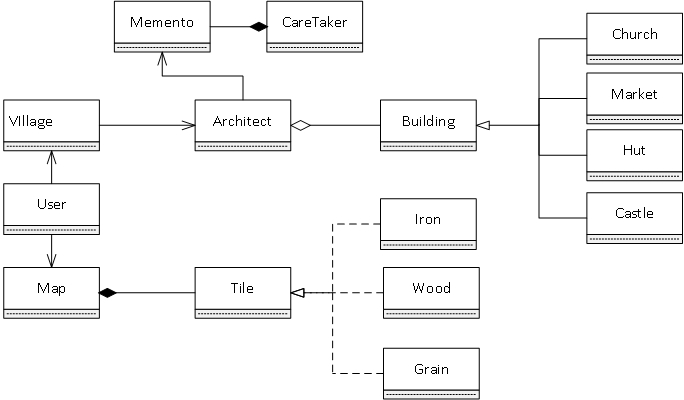 Memento
CareTaker
Church
Market
VIllage
Architect
Building
Hut
User
Castle
Iron
Map
Tile
Wood
Grain